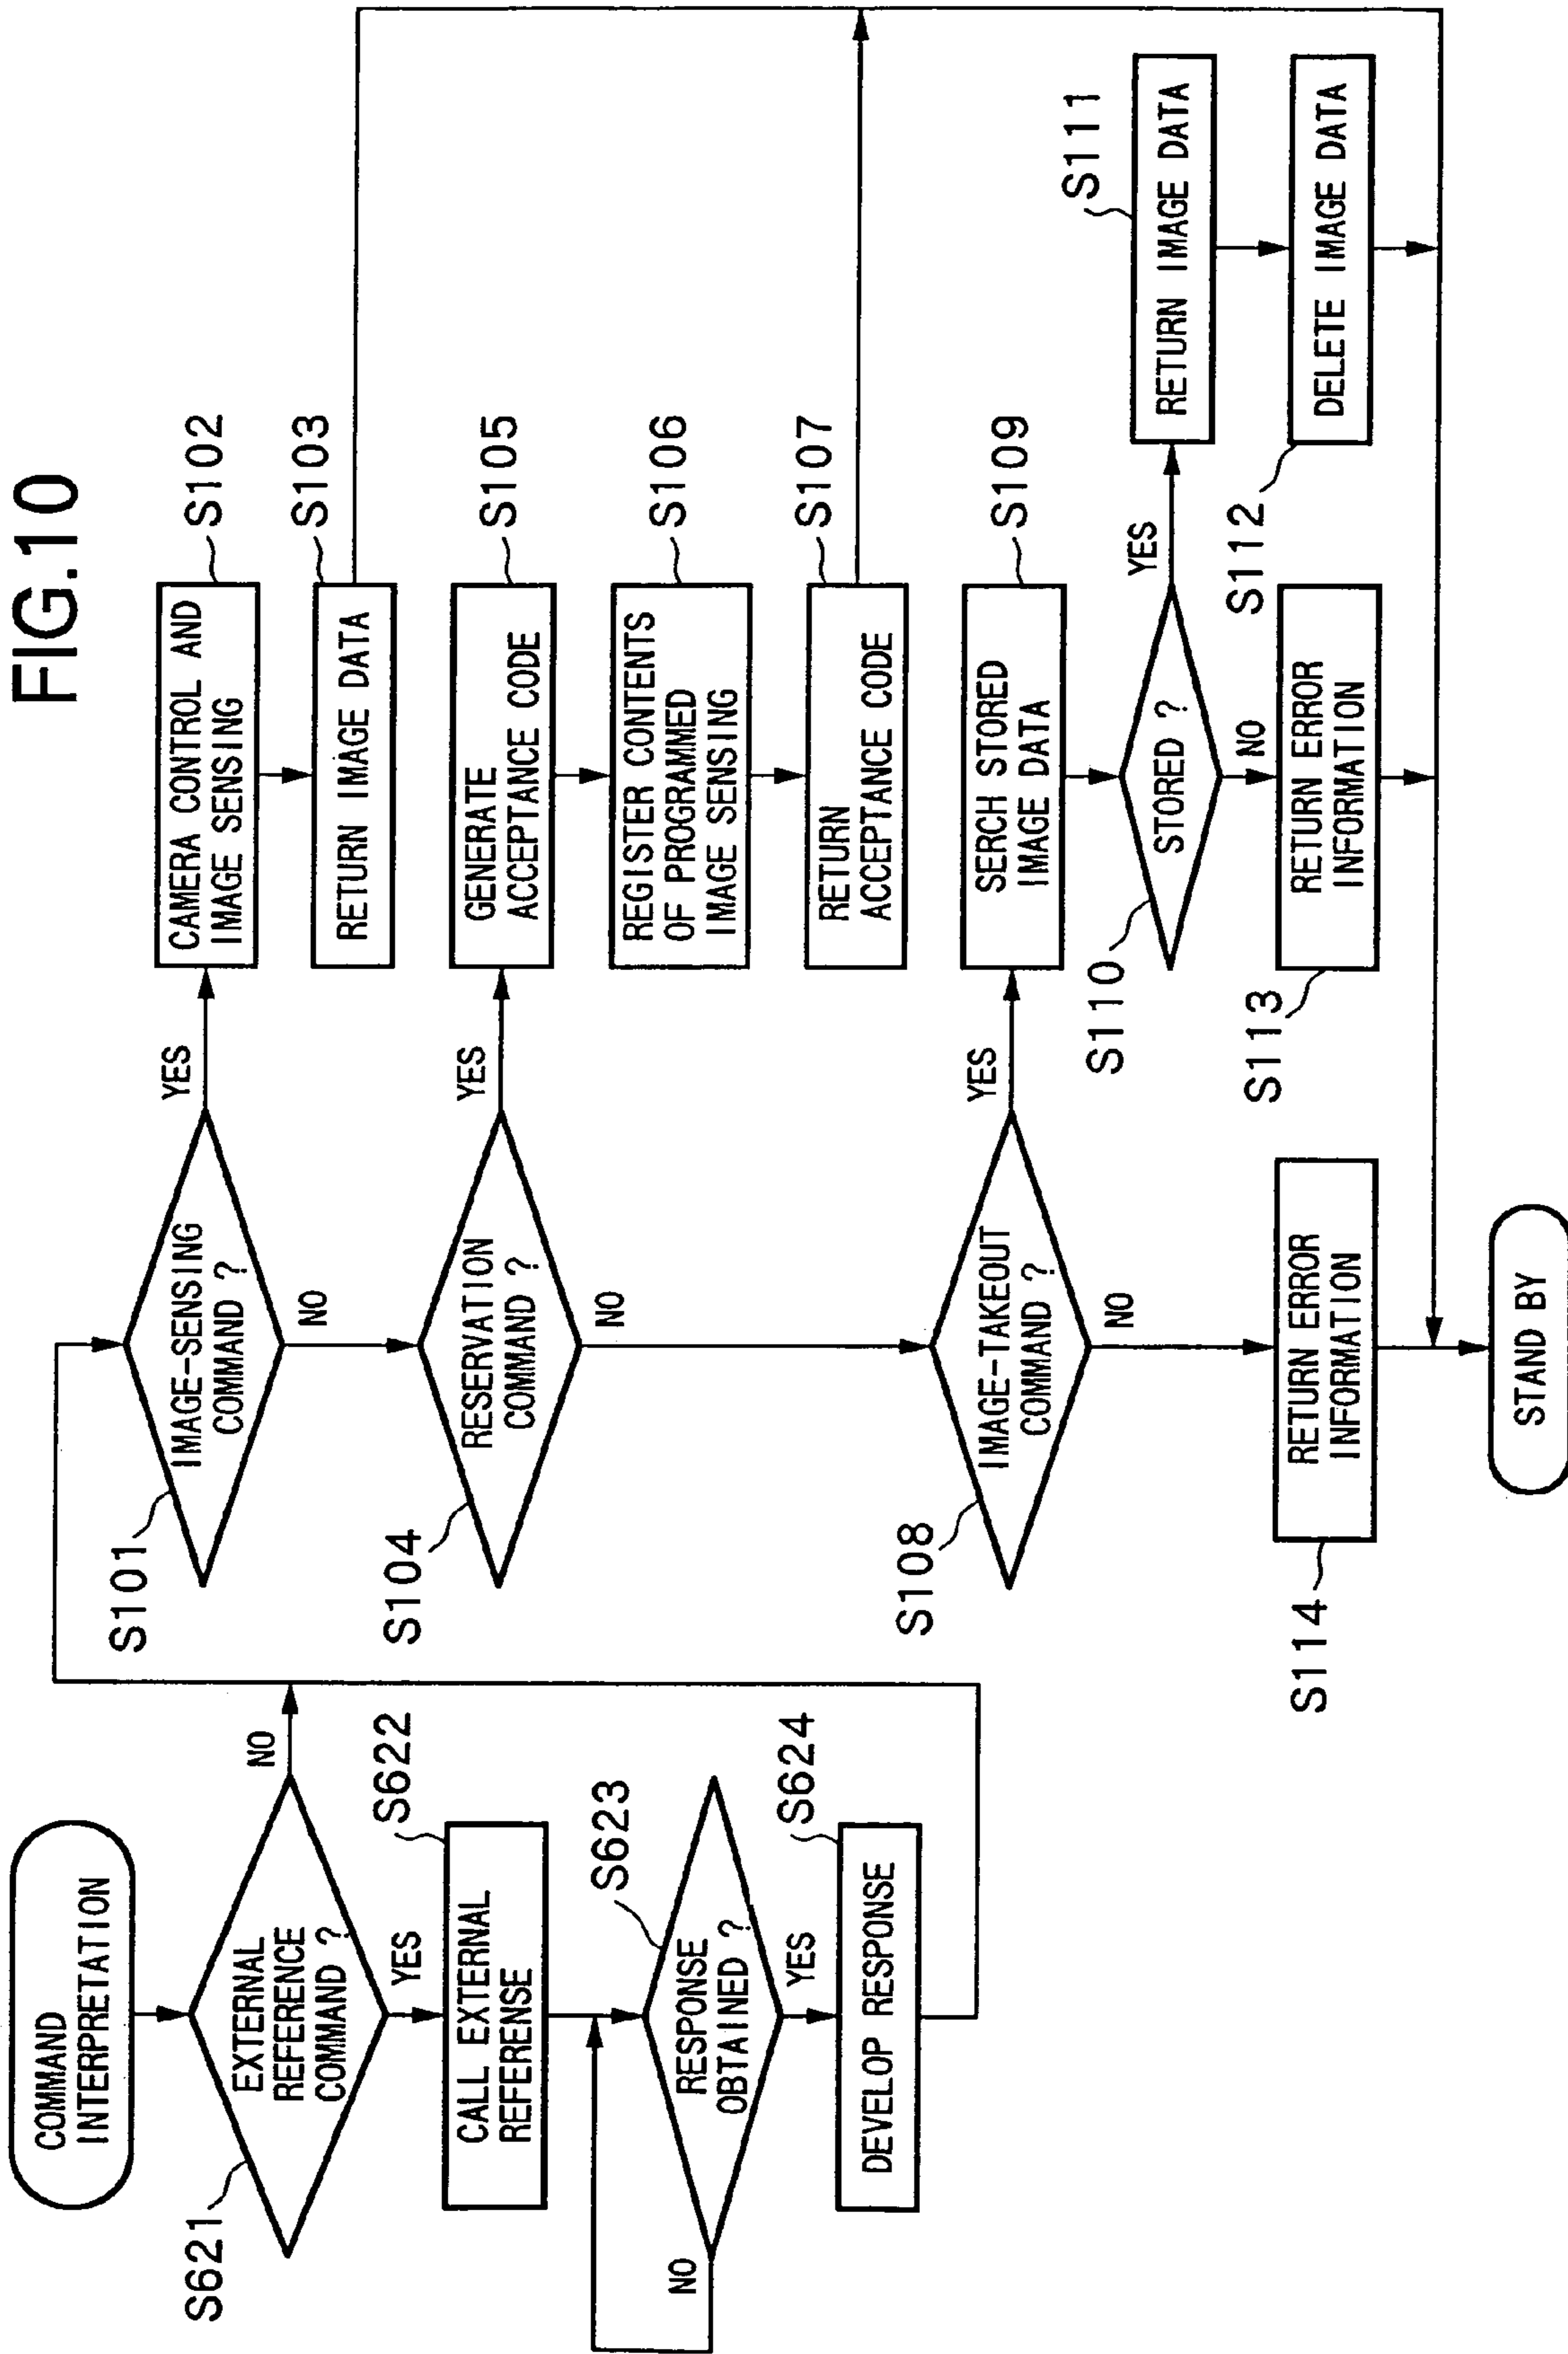 FIG.10
COMMAND
INTERPRETATION
S621
EXTERNAL
REFERENCE
COMMAND ?
NO
YES
S622
CALL EXTERNAL
REFERENSE
S623
RESPONSE
OBTAINED ?
NO
YES
S624
DEVELOP RESPONSE
S101
IMAGE-SENSING
COMMAND ?
YES
NO
S102
CAMERA CONTROL AND
IMAGE SENSING
S103
RETURN IMAGE DATA
S104
RESERVATION
COMMAND ?
YES
NO
S105
GENERATE
ACCEPTANCE CODE
S106
REGISTER CONTENTS
OF PROGRAMMED
IMAGE SENSING
S107
RETURN
ACCEPTANCE CODE
S108
IMAGE-TAKEOUT
COMMAND ?
YES
NO
S109
SERCH STORED
IMAGE DATA
S110
STORED ?
YES
NO
S111
RETURN IMAGE DATA
S112
DELETE IMAGE DATA
S113
RETURN ERROR
INFORMATION
S114
RETURN ERROR
INFORMATION
STAND BY